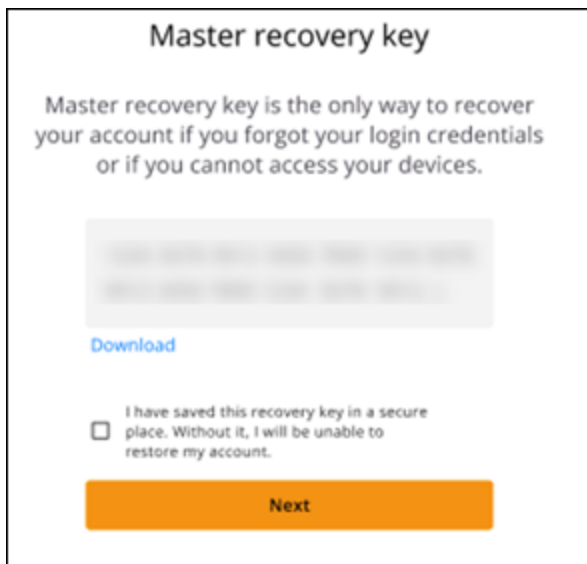 Master recovery key
Master recovery key is the only way to recover
your account if you forgot your login credentials
or if you cannot access your devices.
Download
I have saved this recovery key in a secure
place. Without it, I will be unable to
restore my account.
Next